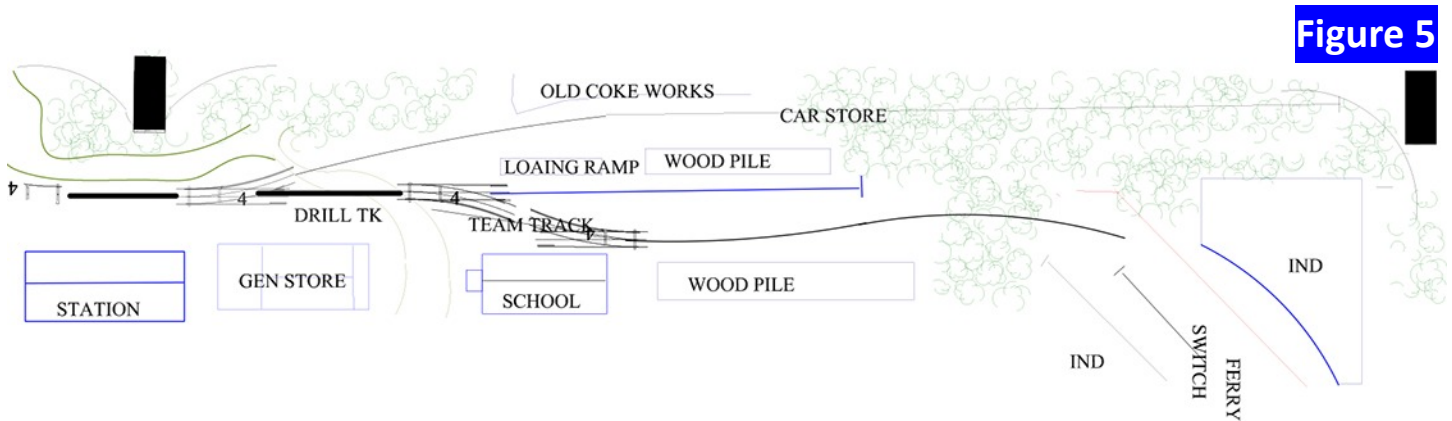 Figure 5
OLD COKE WORKS
CAR STORE
LOAING RAMP
WOOD PILE
4
4
4
DRILL TK
TEAM TRACK
4
STATION
GEN STORE
SCHOOL
WOOD PILE
IND
IND
SWITCH
FERRY